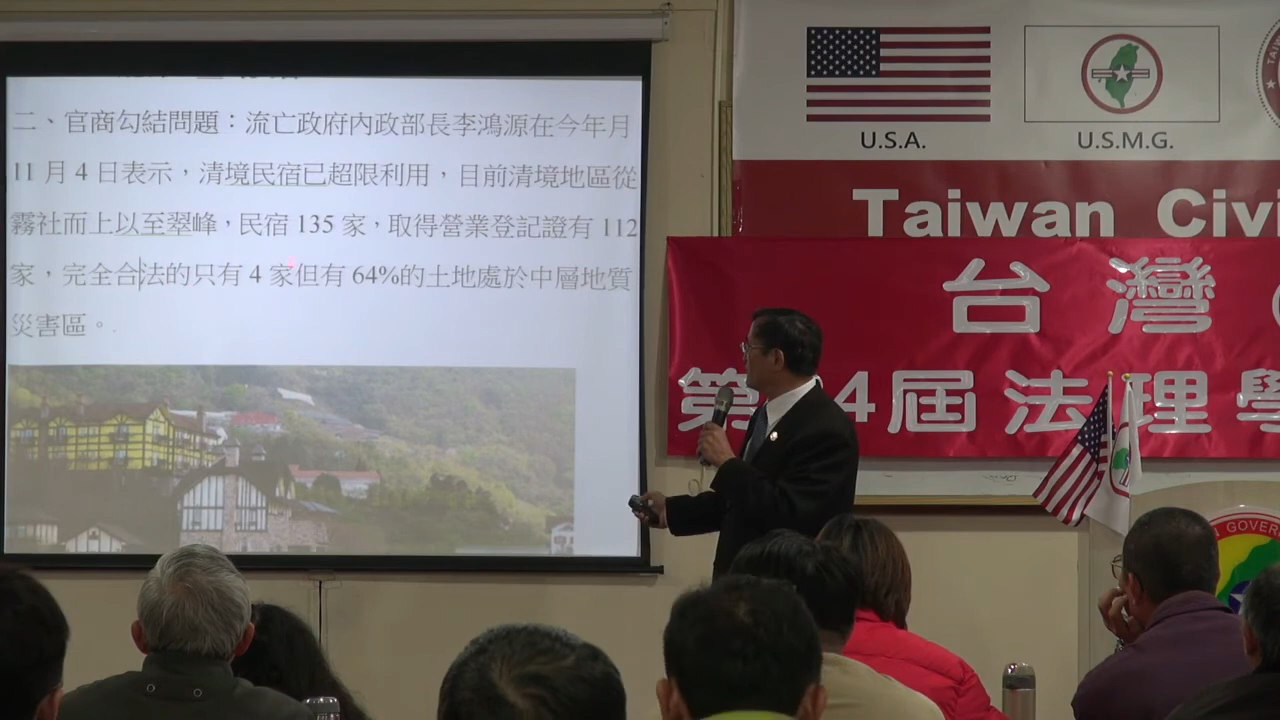 二、官商勾結問題：流亡政府內政部長李鴻源在今年月
11 月 4 日表示，清境民宿已超限利用，目前清境地區從
霧社而上以至翠峰，民宿 135 家，取得營業登記證有 112
家，完全合法的只有 4 家但有 64%的土地處於中層地質
災害區。
U.S.A.
U.S.M.G.
Taiwan Civi
台灣
第 4屆法理學
GOVER